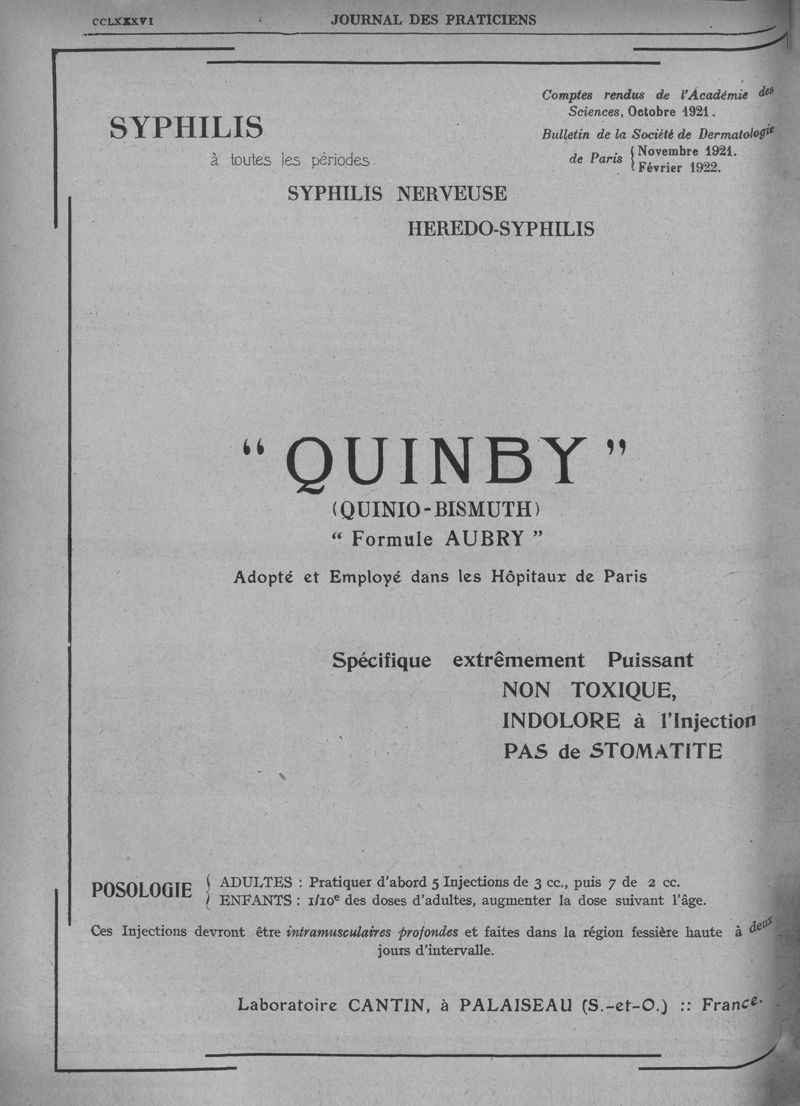 CCLXXXVI
JOURNAL DES PRATICIENS
SYPHILIS
à toutes les périodes.
SYPHILIS NERVEUSE
HEREDO-SYPHILIS
Comptes rendus de l'Académie des
Sciences, Octobre 1921.
Bulletin de la Société de Dermatologie
de Paris { Novembre 1921.
Février 1922.
“ QUINBY ”
(QUINIO-BISMUTH)
“ Formule AUBRY ”
Adopté et Employé dans les Hôpitaux de Paris
Spécifique extrêmement Puissant
NON TOXIQUE,
INDOLORE à l'Injection
PAS de STOMATITE
POSOLOGIE { ADULTES : Pratiquer d'abord 5 Injections de 3 cc., puis 7 de 2 cc.
ENFANTS : 1/10e des doses d'adultes, augmenter la dose suivant l'âge.
Ces Injections devront être intramusculaires profondes et faites dans la région fessière haute à deux
jours d'intervalle.
Laboratoire CANTIN, à PALAISEAU (S.-et-O.) :: France.